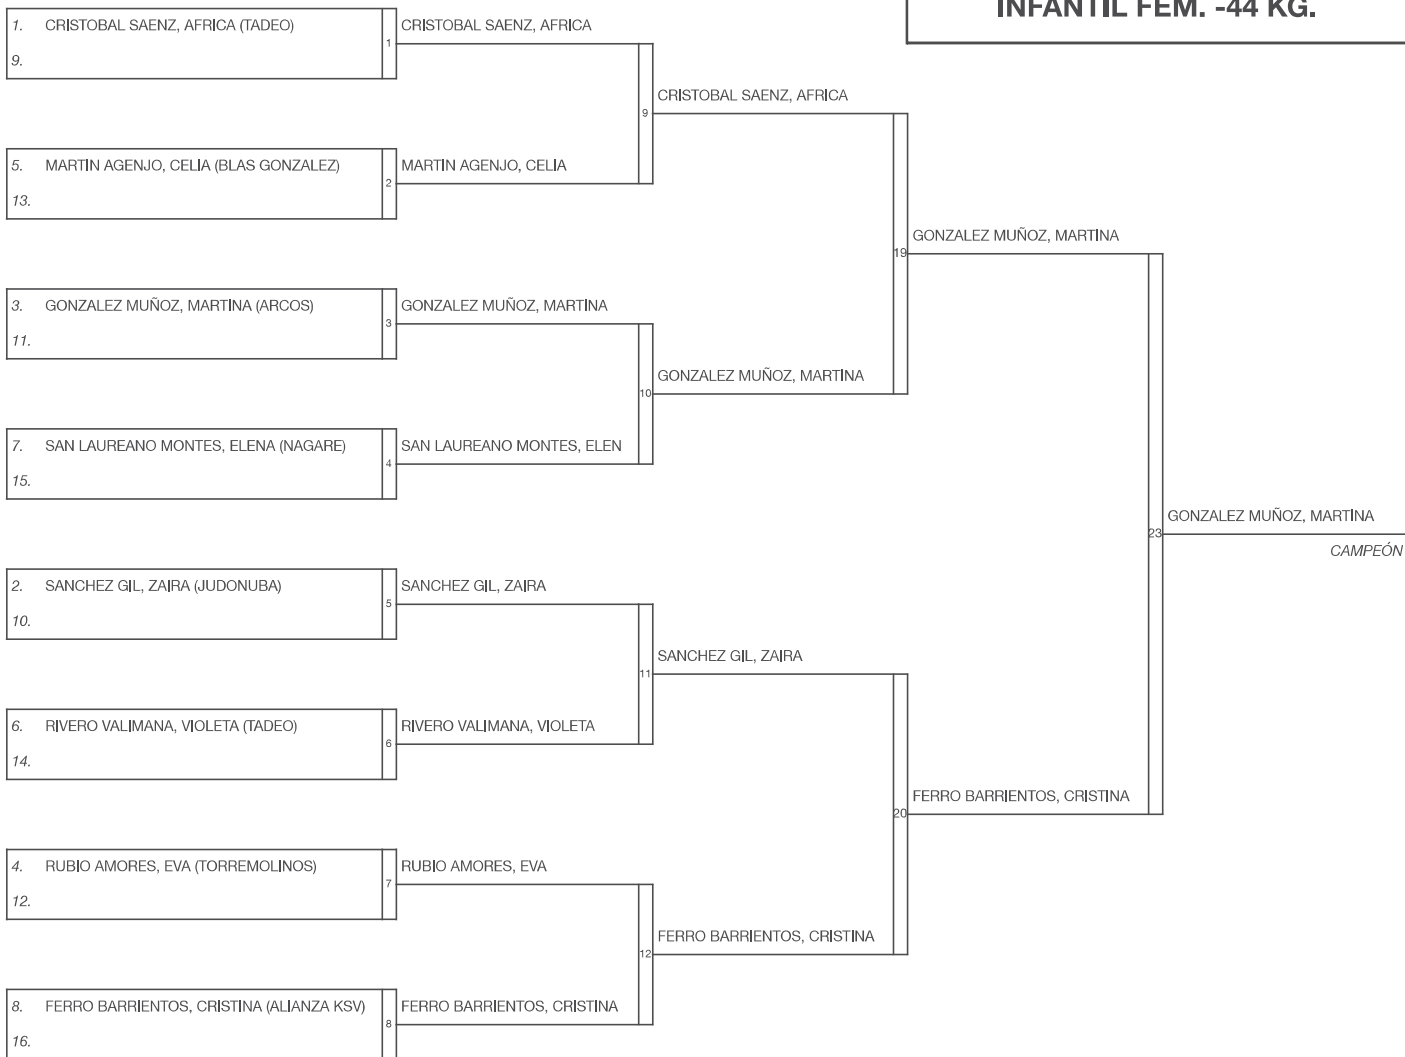 INFANTIL FEM. -44 KG.
1. CRISTOBAL SAENZ, AFRICA (TADEO)
9.
1
CRISTOBAL SAENZ, AFRICA
5. MARTIN AGENJO, CELIA (BLAS GONZALEZ)
13.
2
MARTIN AGENJO, CELIA
9
CRISTOBAL SAENZ, AFRICA
3. GONZALEZ MUÑOZ, MARTINA (ARCOS)
11.
3
GONZALEZ MUÑOZ, MARTINA
7. SAN LAUREANO MONTES, ELENA (NAGARE)
15.
4
SAN LAUREANO MONTES, ELEN
10
GONZALEZ MUÑOZ, MARTINA
19
GONZALEZ MUÑOZ, MARTINA
2. SANCHEZ GIL, ZAIRA (JUDONUBA)
10.
5
SANCHEZ GIL, ZAIRA
6. RIVERO VALIMANA, VIOLETA (TADEO)
14.
6
RIVERO VALIMANA, VIOLETA
11
SANCHEZ GIL, ZAIRA
4. RUBIO AMORES, EVA (TORREMOLINOS)
12.
7
RUBIO AMORES, EVA
8. FERRO BARRIENTOS, CRISTINA (ALIANZA KSV)
16.
8
FERRO BARRIENTOS, CRISTINA
12
FERRO BARRIENTOS, CRISTINA
20
FERRO BARRIENTOS, CRISTINA
23
GONZALEZ MUÑOZ, MARTINA
CAMPEÓN